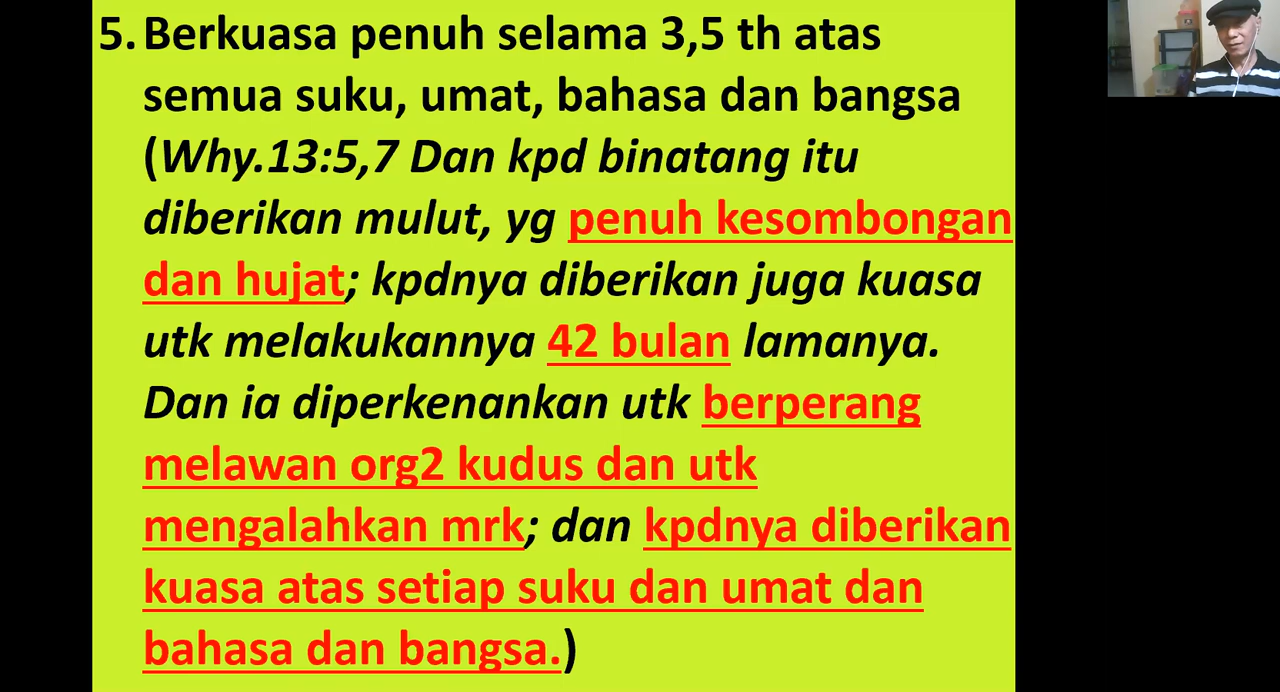 5. Berkuasa penuh selama 3,5 th atas
semua suku, umat, bahasa dan bangsa
(Why.13:5,7 Dan kpd binatang itu
diberikan mulut, yg penuh kesombongan
dan hujat; kpdnya diberikan juga kuasa
utk melakukannya 42 bulan lamanya.
Dan ia diperkenankan utk berperang
melawan org2 kudus dan utk
mengalahkan mrk; dan kpdnya diberikan
kuasa atas setiap suku dan umat dan
bahasa dan bangsa.)